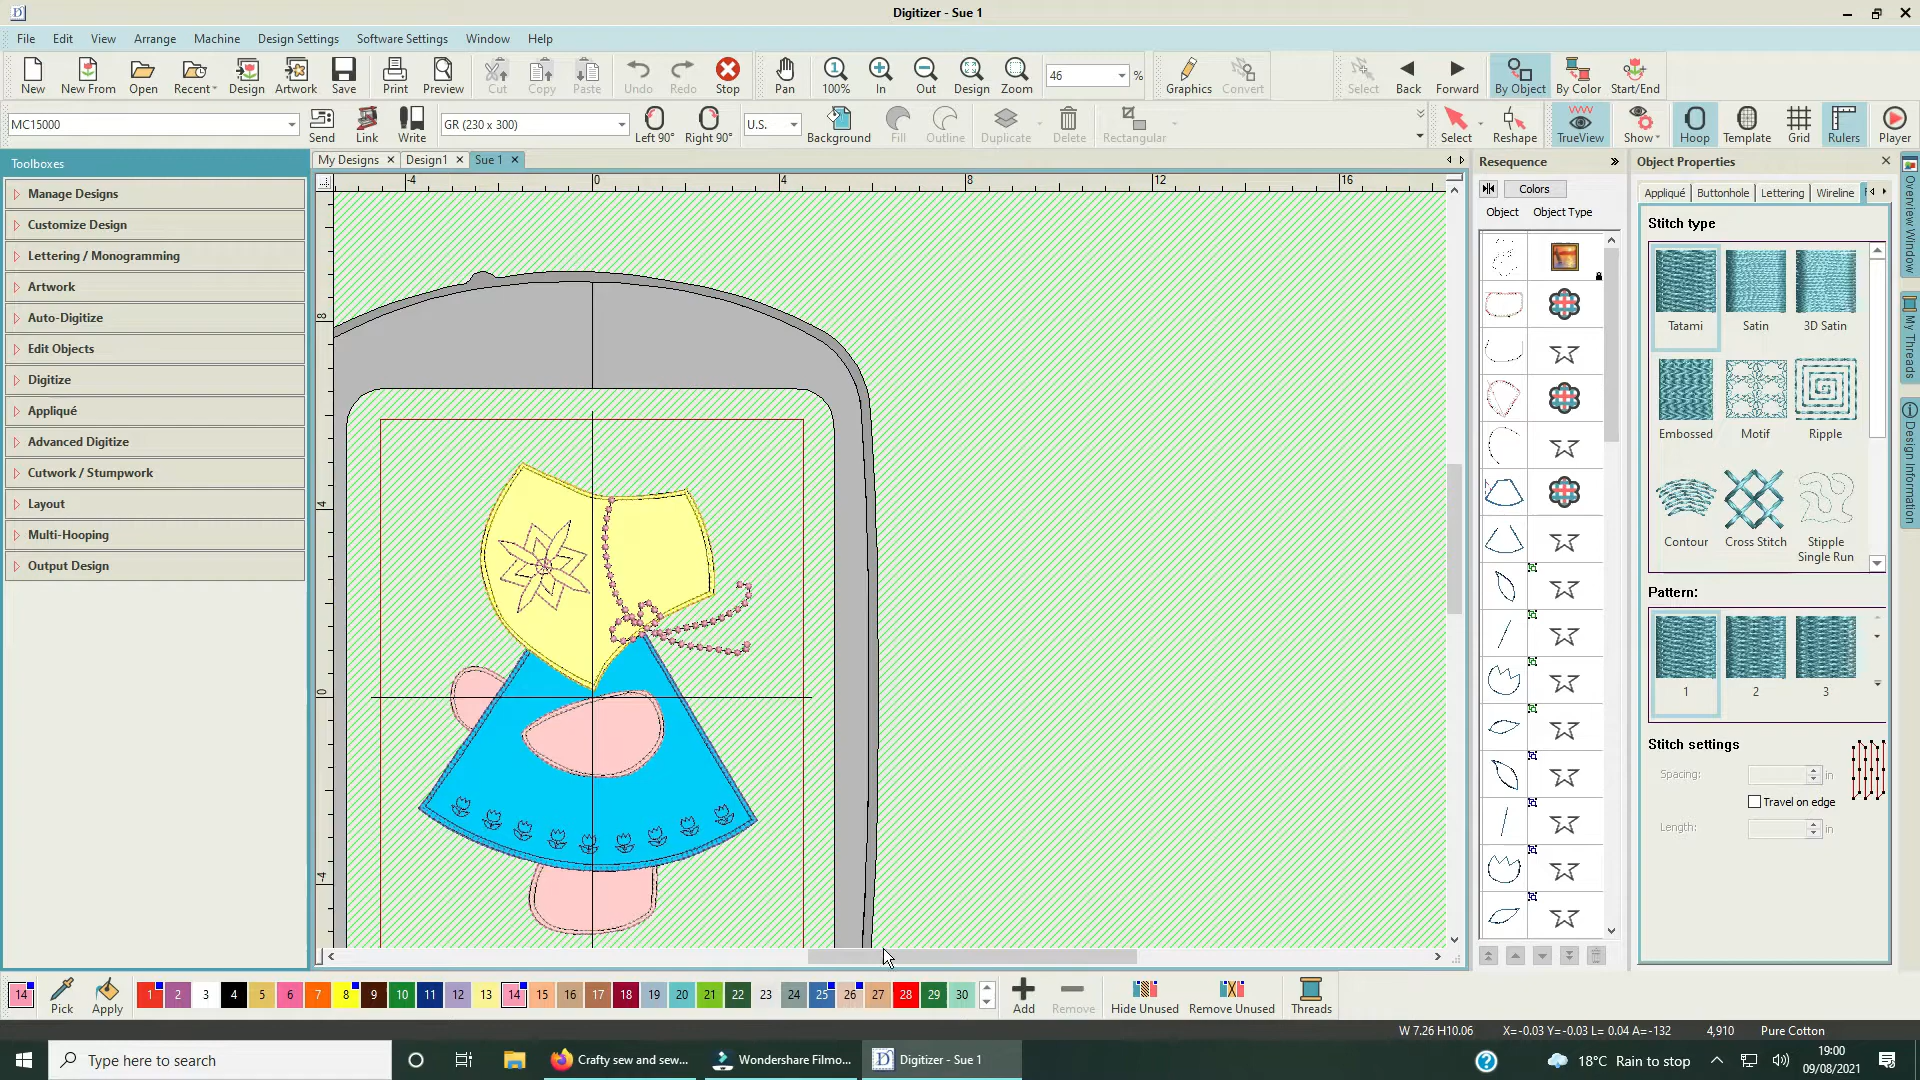 Digitizer - Sue 1
File Edit View Arrange Machine Design Settings Software Settings Window Help
New New From Open Recent Design Artwork Save Print Preview Cut Copy Paste Undo Redo Stop Pan 100% In Out Design Zoom 46 % Graphics Convert Select Back Forward By Object By Color Start/End
MC15000 Send Link Write GR (230 x 300) Left 90° Right 90° U.S. Background Fill Outline Duplicate Delete Rectangular Select Reshape TrueView Show Hoop Template Grid Rulers Player
Toolboxes
My Designs Design1 Sue 1
Resequence
Object Properties
Manage Designs
Customize Design
Lettering / Monogramming
Artwork
Auto-Digitize
Edit Objects
Digitize
Appliqué
Advanced Digitize
Cutwork / Stumpwork
Layout
Multi-Hooping
Output Design
-4 0 4 8 12 16
8
4
0
-4
Colors
Object Object Type
Appliqué Buttonhole Lettering Wireline
Stitch type
Tatami Satin 3D Satin
Embossed Motif Ripple
Contour Cross Stitch Stipple
Single Run
Pattern:
1 2 3
Stitch settings
Spacing: in
Travel on edge
Length: in
Overview Window
My Threads
Design Information
14 Pick Apply 1 2 3 4 5 6 7 8 9 10 11 12 13 14 15 16 17 18 19 20 21 22 23 24 25 26 27 28 29 30 Add Remove Hide Unused Remove Unused Threads
W 7.26 H10.06 X=-0.03 Y=-0.03 L= 0.04 A=-132 4,910 Pure Cotton
Type here to search Crafty sew and sew... Wondershare Filmo... Digitizer - Sue 1 18°C Rain to stop 19:00
09/08/2021